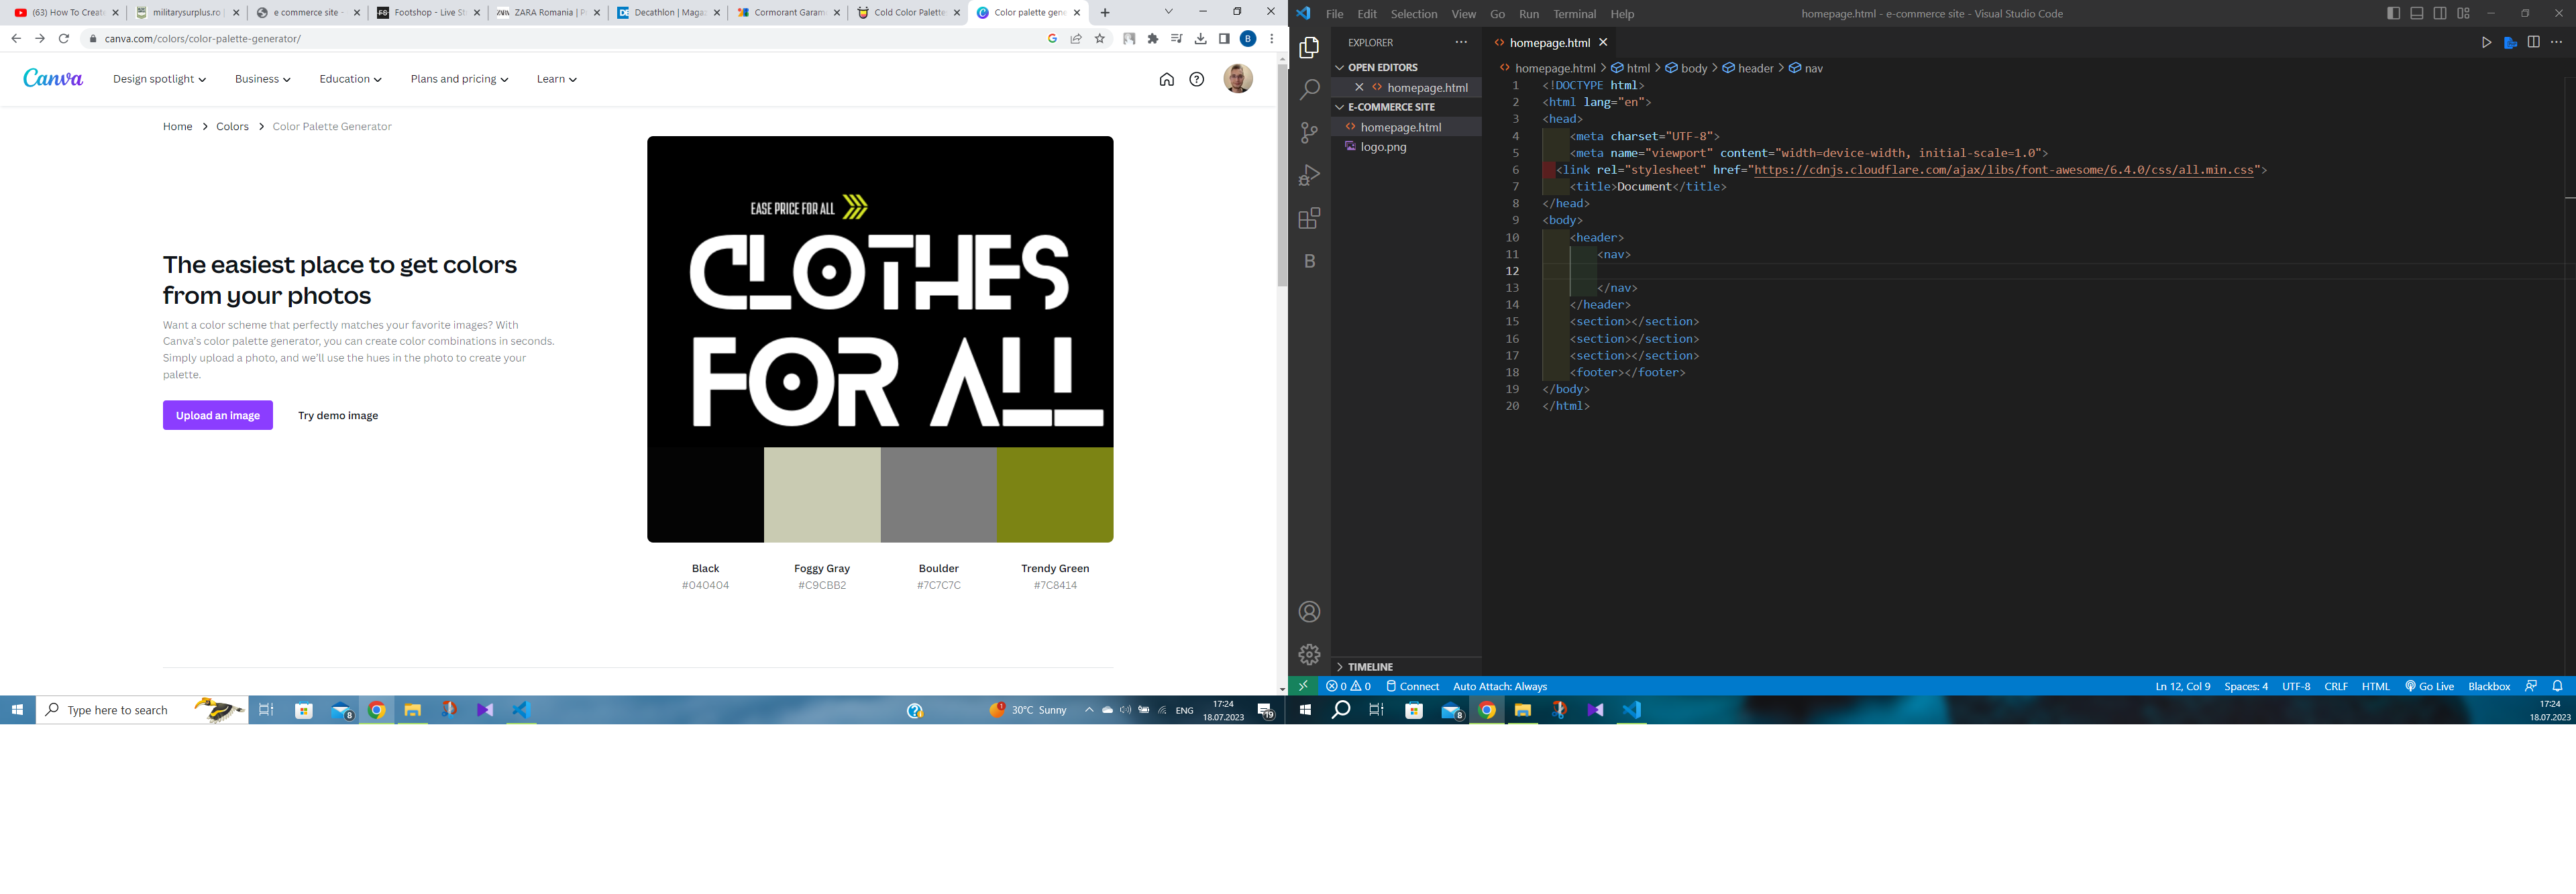 (63) How To Create
militarysurplus.ro |
e commerce site -
Footshop - Live St
ZARA Romania | P
Decathlon | Magaz
Cormorant Garam
Cold Color Palette
Color palette gene
canva.com/colors/color-palette-generator/
B
Canva
Design spotlight
Business
Education
Plans and pricing
Learn
Home > Colors > Color Palette Generator
EASE PRICE FOR ALL
CLOTHES
FOR ALL
The easiest place to get colors
from your photos
Want a color scheme that perfectly matches your favorite images? With
Canva's color palette generator, you can create color combinations in seconds.
Simply upload a photo, and we'll use the hues in the photo to create your
palette.
Upload an image
Try demo image
Black
#040404
Foggy Gray
#C9CBB2
Boulder
#7C7C7C
Trendy Green
#7C8414
Type here to search
8
1
30°C Sunny
ENG
17:24
18.07.2023
19
File Edit Selection View Go Run Terminal Help
homepage.html - e-commerce site - Visual Studio Code
EXPLORER
OPEN EDITORS
homepage.html
E-COMMERCE SITE
homepage.html
logo.png
B
TIMELINE
homepage.html
homepage.html > html > body > header > nav
1 <!DOCTYPE html>
2 <html lang="en">
3 <head>
4 <meta charset="UTF-8">
5 <meta name="viewport" content="width=device-width, initial-scale=1.0">
6 <link rel="stylesheet" href="https://cdnjs.cloudflare.com/ajax/libs/font-awesome/6.4.0/css/all.min.css">
7 <title>Document</title>
8 </head>
9 <body>
10 <header>
11 <nav>
12
13 </nav>
14 </header>
15 <section></section>
16 <section></section>
17 <section></section>
18 <footer></footer>
19 </body>
20 </html>
0 0 Connect Auto Attach: Always
Ln 12, Col 9 Spaces: 4 UTF-8 CRLF HTML Go Live Blackbox
8
17:24
18.07.2023